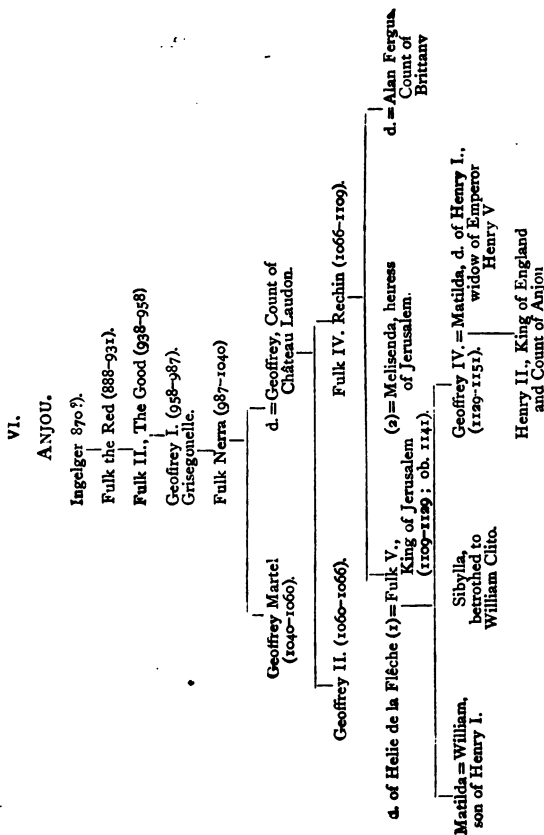 VI.
ANJOU.
Ingelger 870?).
Fulk the Red (888–931).
Fulk II., The Good (938–958)
Geoffrey I. (958–987).
Grisegonelle.
Fulk Nerra (987–1040)
Geoffrey Martel
(1040–1060).
d.=Geoffrey, Count of
Château Laudon.
Geoffrey II. (1060–1066).
Fulk IV. Rechin (1066–1109).
d. of Helie de la Flêche (1)=Fulk V.,
King of Jerusalem
(1109–1129; ob. 1141).
(2)=Melisenda, heiress
of Jerusalem.
d.=Alan Fergua,
Count of
Brittany
Matilda=William,
son of Henry I.
Sibylla,
betrothed to
William Clito.
Geoffrey IV.=Matilda, d. of Henry I.,
(1129–1151). widow of Emperor
Henry V
Henry II., King of England
and Count of Anjou